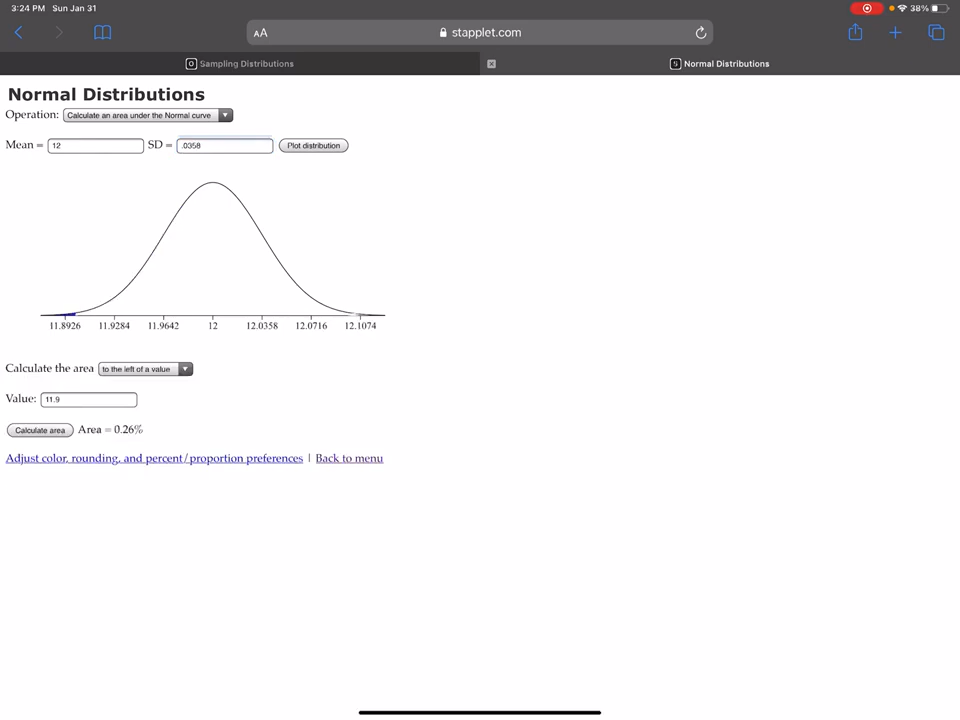 3:24 PM Sun Jan 31
38%
AA
stapplet.com
Sampling Distributions
Normal Distributions
Normal Distributions
Operation: Calculate an area under the Normal curve
Mean = 12 SD = .0358 Plot distribution
11.8926 11.9284 11.9642 12 12.0358 12.0716 12.1074
Calculate the area to the left of a value
Value: 11.9
Calculate area Area = 0.26%
Adjust color, rounding, and percent/proportion preferences | Back to menu